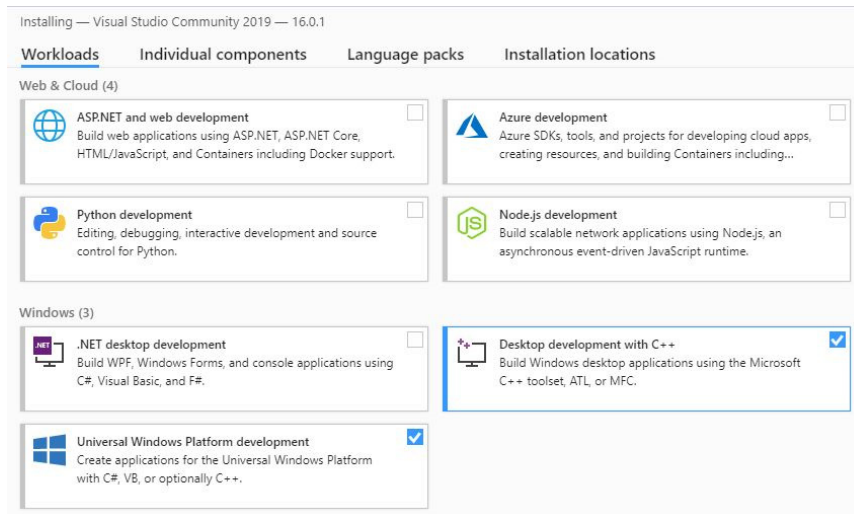 Installing — Visual Studio Community 2019 — 16.0.1
Workloads Individual components Language packs Installation locations
Web & Cloud (4)
ASP.NET and web development
Build web applications using ASP.NET, ASP.NET Core,
HTML/JavaScript, and Containers including Docker support.
Azure development
Azure SDKs, tools, and projects for developing cloud apps,
creating resources, and building Containers including...
Python development
Editing, debugging, interactive development and source
control for Python.
JS
Node.js development
Build scalable network applications using Node.js, an
asynchronous event-driven JavaScript runtime.
Windows (3)
.NET
.NET desktop development
Build WPF, Windows Forms, and console applications using
C#, Visual Basic, and F#.
Desktop development with C++
Build Windows desktop applications using the Microsoft
C++ toolset, ATL, or MFC.
Universal Windows Platform development
Create applications for the Universal Windows Platform
with C#, VB, or optionally C++.